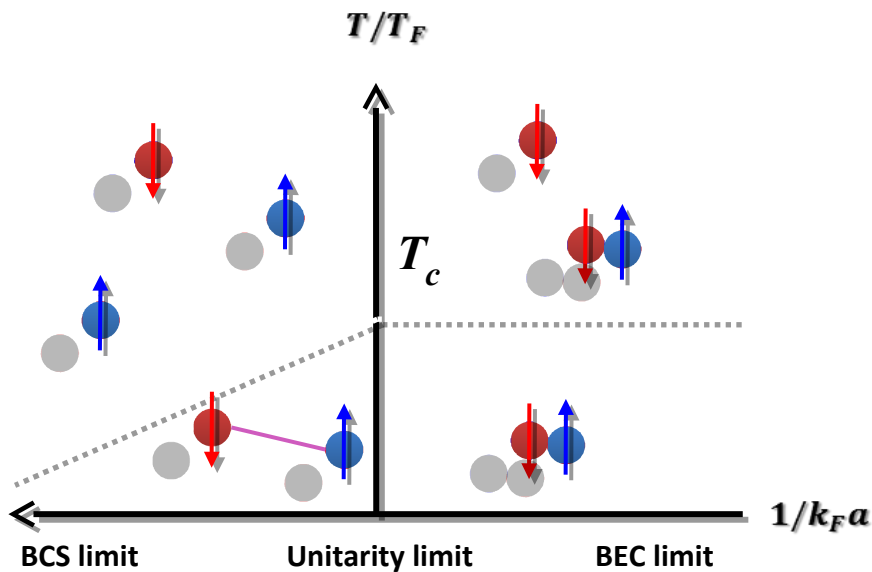 T/T_F
T_c
1/k_F a
BCS limit
Unitarity limit
BEC limit